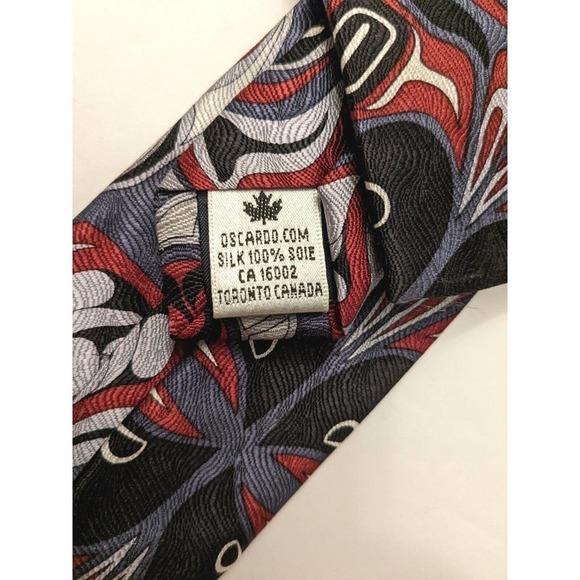 OSCARDO.COM
SILK 100% SOIE
CA 16002
TORONTO CANADA